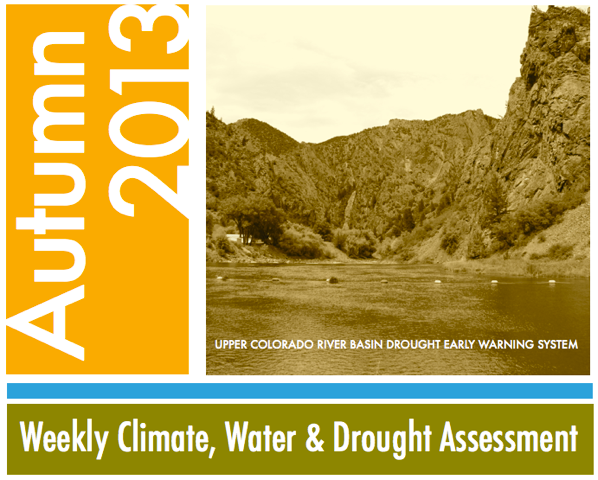 Autumn
2013
UPPER COLORADO RIVER BASIN DROUGHT EARLY WARNING SYSTEM
Weekly Climate, Water & Drought Assessment